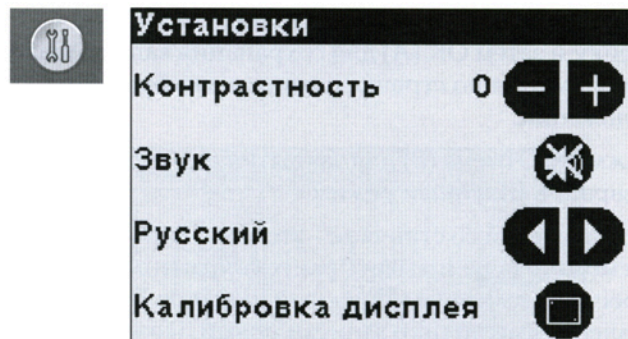 Установки
Контрастность 0 − +
Звук
Русский
Калибровка дисплея